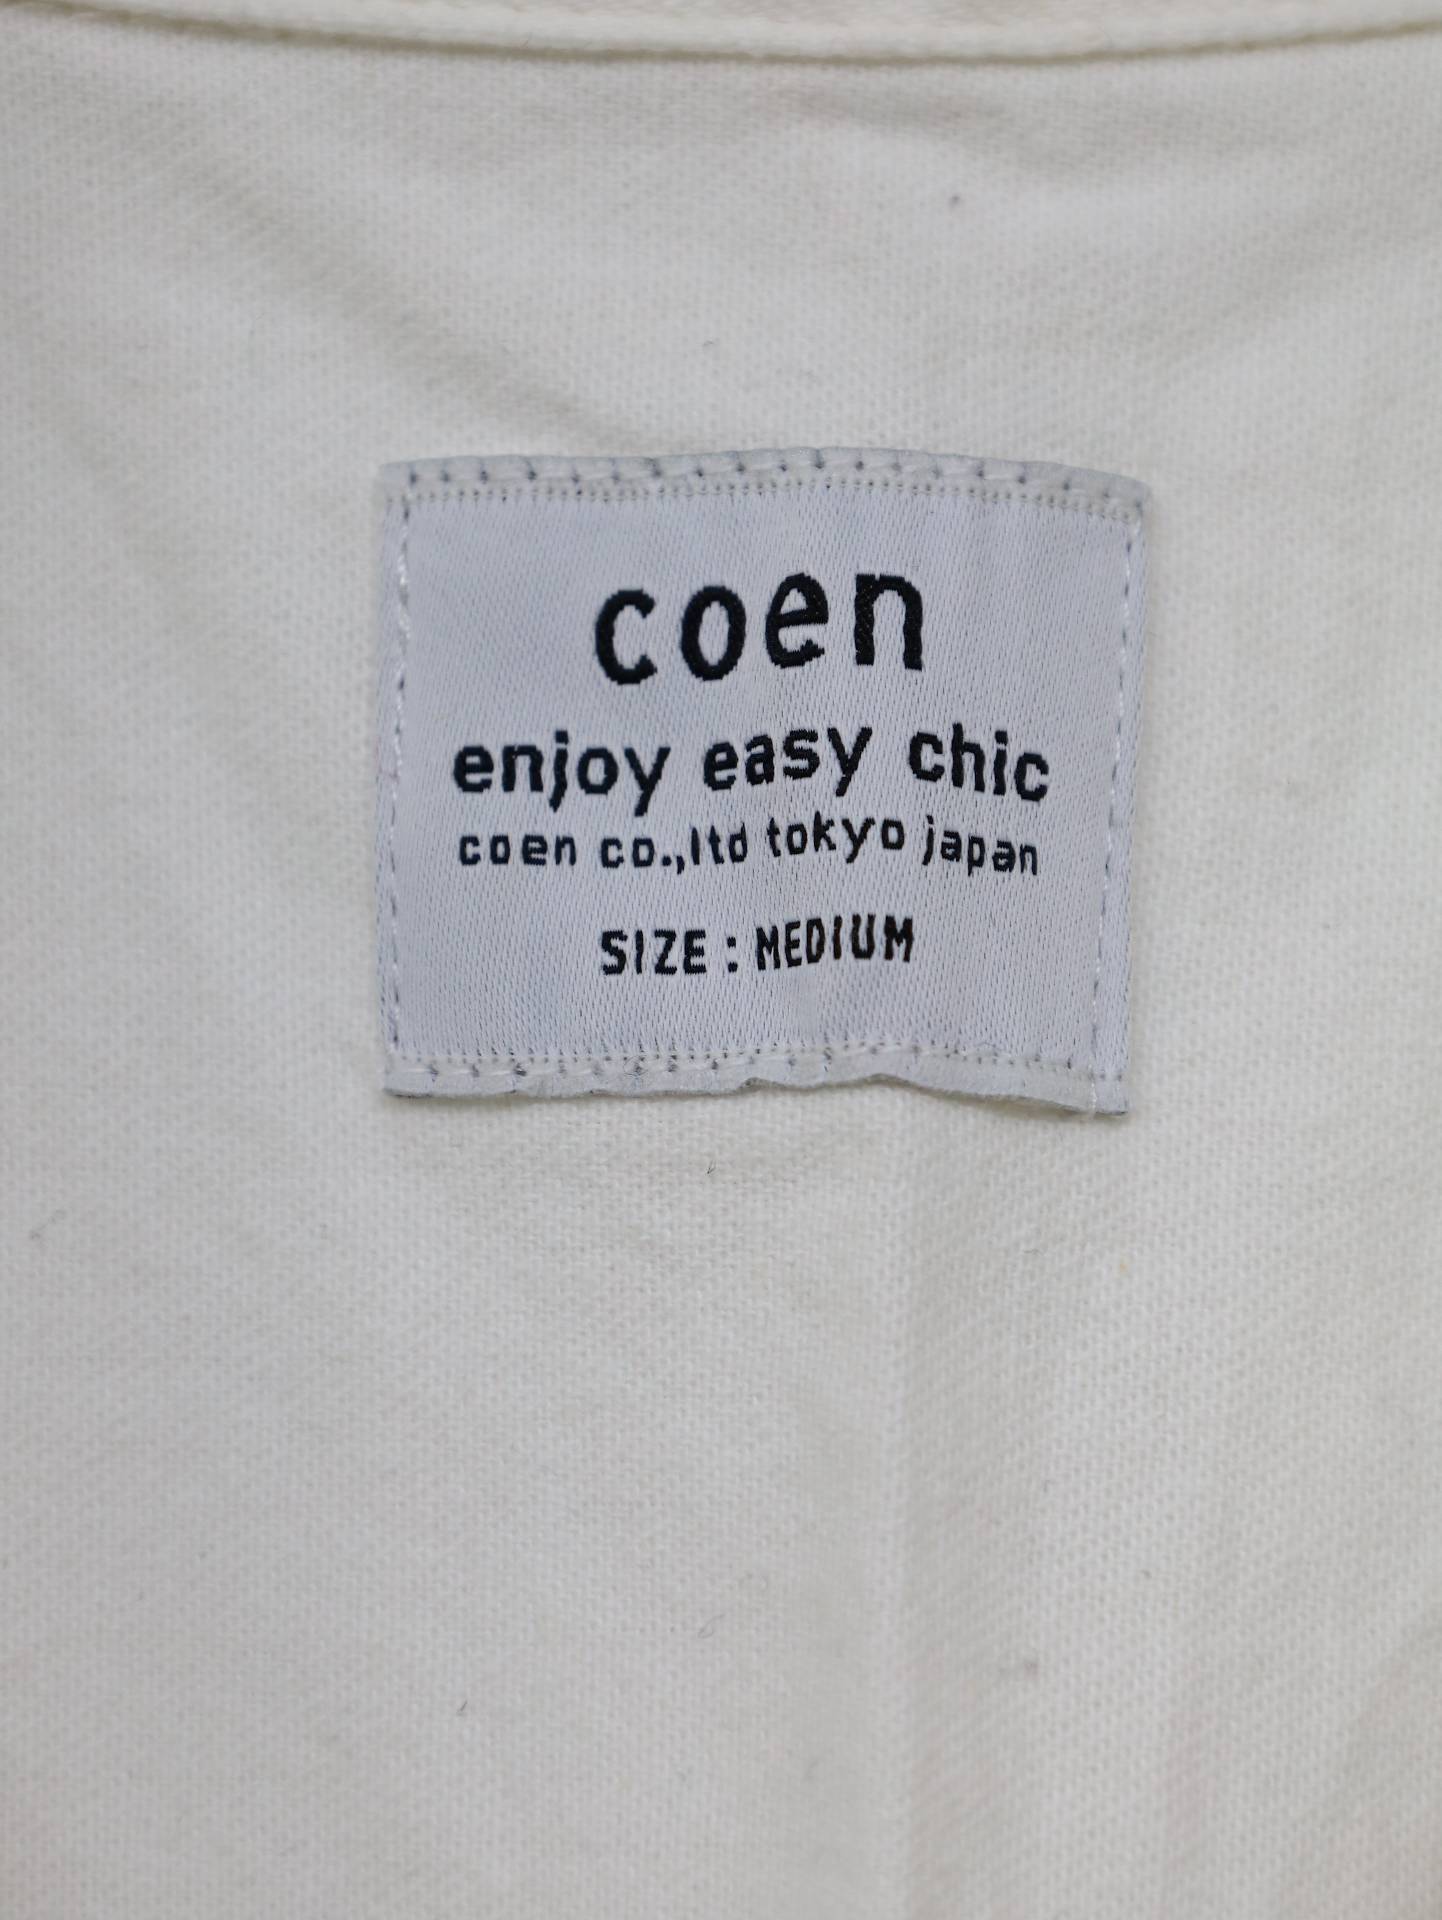 coen
enjoy easy chic
coen co.,ltd tokyo japan
SIZE : MEDIUM